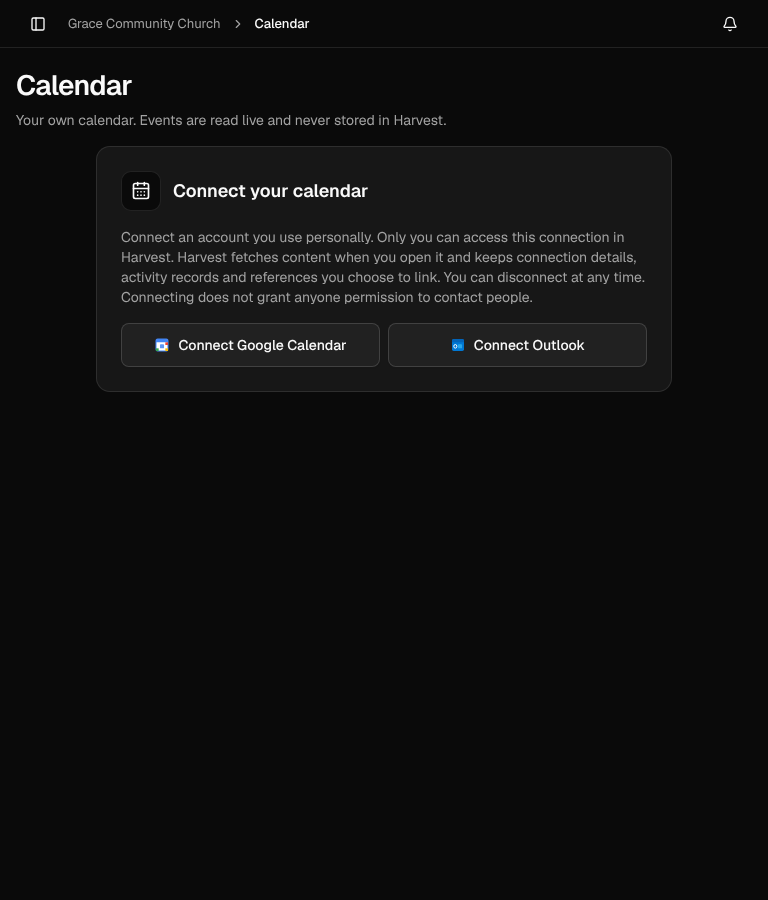 Grace Community Church
Calendar
Calendar
Your own calendar. Events are read live and never stored in Harvest.
Connect your calendar
Connect an account you use personally. Only you can access this connection in
Harvest. Harvest fetches content when you open it and keeps connection details,
activity records and references you choose to link. You can disconnect at any time.
Connecting does not grant anyone permission to contact people.
Connect Google Calendar
Connect Outlook